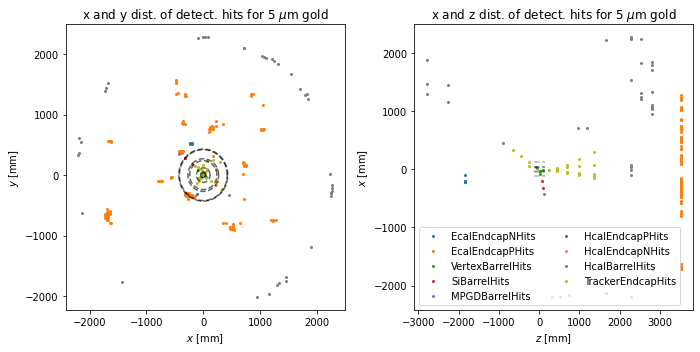 x and y dist. of detect. hits for 5 μm gold
2000
1000
0
−1000
−2000
y [mm]
−2000 −1000 0 1000 2000
x [mm]
x and z dist. of detect. hits for 5 μm gold
2000
1000
0
−1000
−2000
x [mm]
−3000 −2000 −1000 0 1000 2000 3000
z [mm]
EcalEndcapNHits
EcalEndcapPHits
VertexBarrelHits
SiBarrelHits
MPGDBarrelHits
HcalEndcapPHits
HcalEndcapNHits
HcalBarrelHits
TrackerEndcapHits